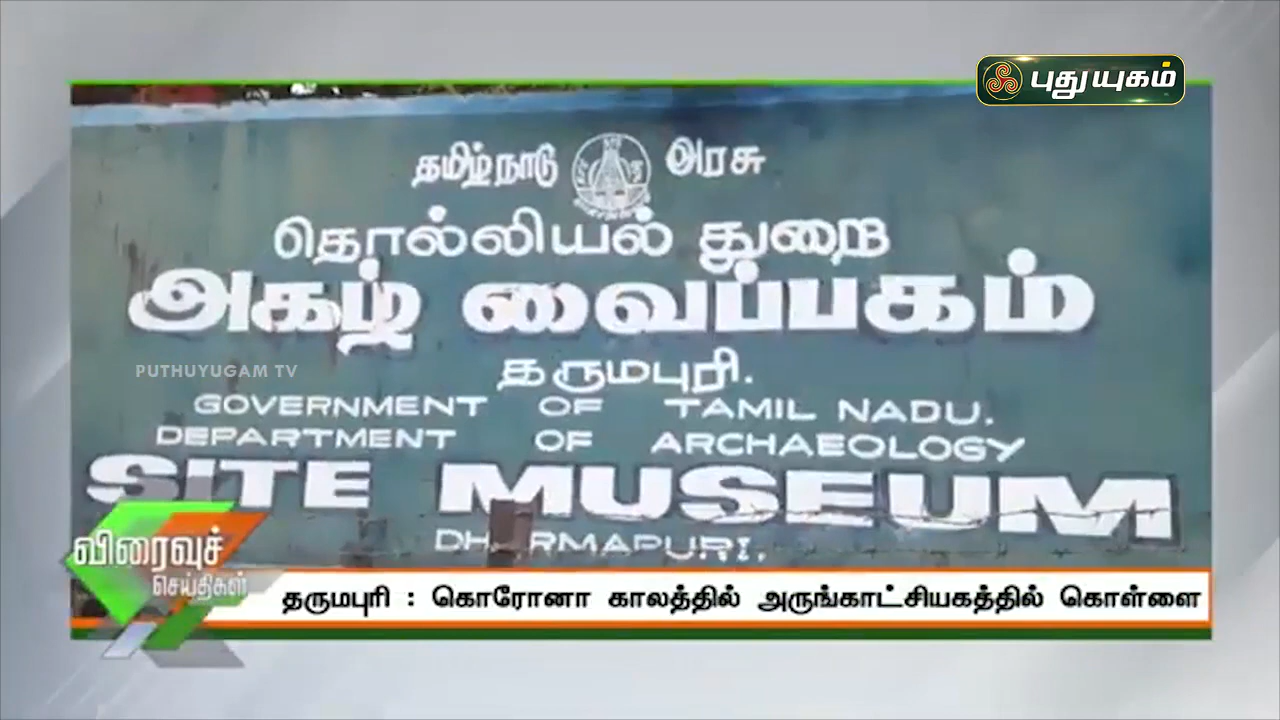 புதுயுகம்
தமிழ்நாடு அரசு
தொல்லியல் துறை
அகழ் வைப்பகம்
PUTHUYUGAM TV
தருமபுரி.
GOVERNMENT OF TAMIL NADU.
DEPARTMENT OF ARCHAEOLOGY
SITE MUSEUM
DHARMAPURI.
விரைவுச்
செய்திகள்
தருமபுரி : கொரோனா காலத்தில் அருங்காட்சியகத்தில் கொள்ளை